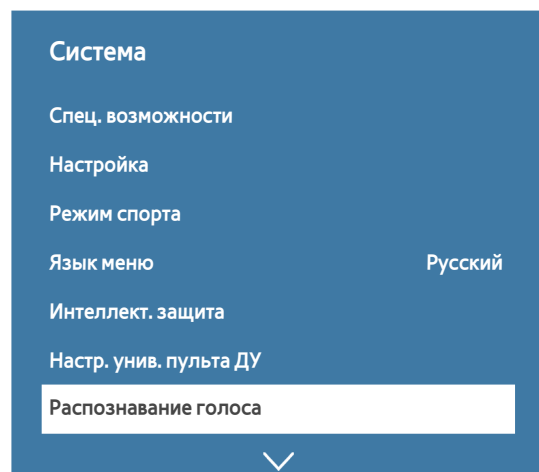 Система
Спец. возможности
Настройка
Режим спорта
Язык меню Русский
Интеллект. защита
Настр. унив. пульта ДУ
Распознавание голоса